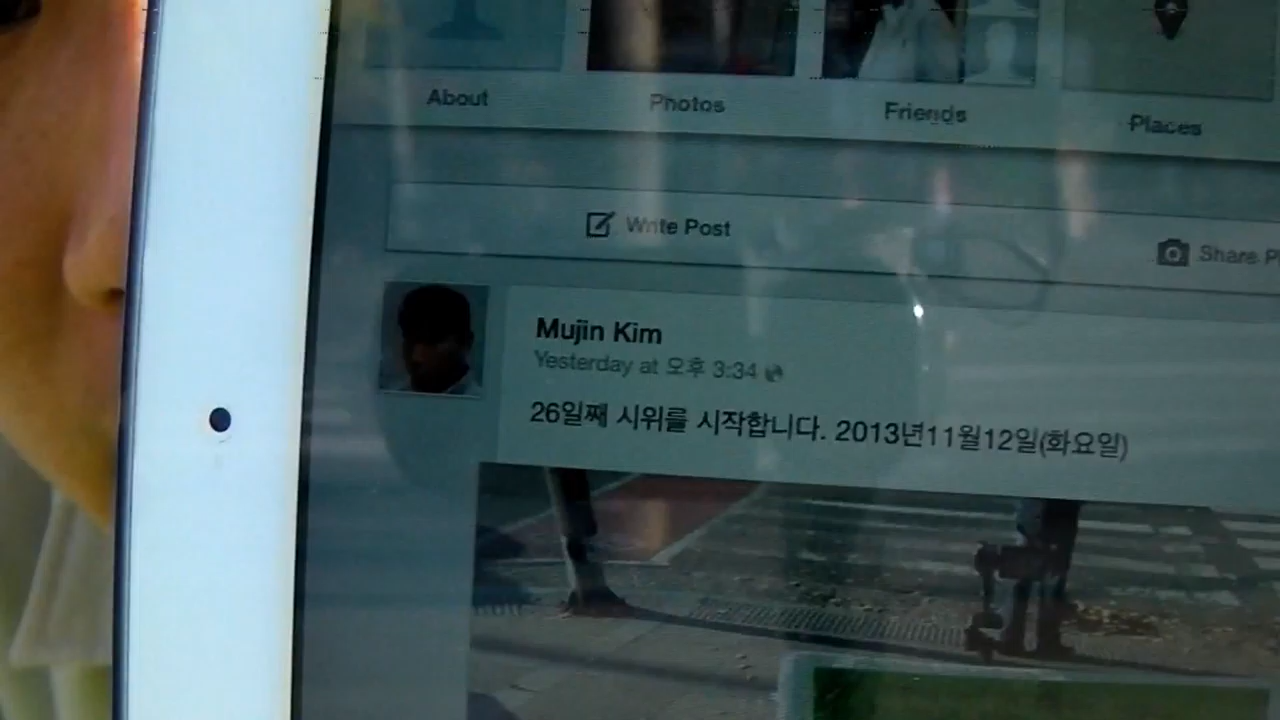 About
Photos
Friends
Places
Write Post
Share
Mujin Kim
Yesterday at 오후 3:34
26일째 시위를 시작합니다. 2013년11월12일(화요일)